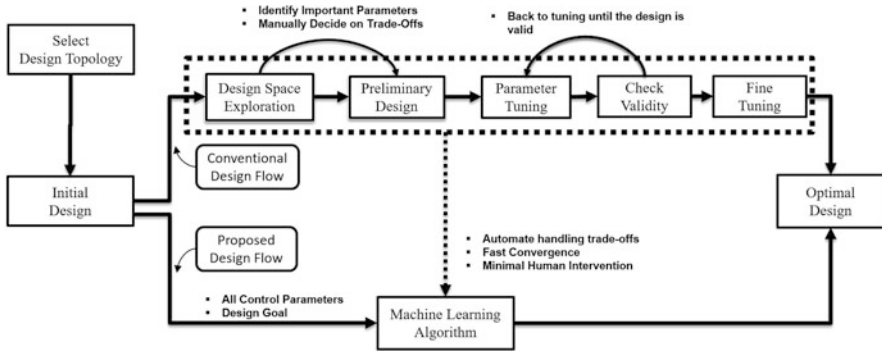 ▪ Identify Important Parameters
▪ Manually Decide on Trade-Offs
▪ Back to tuning until the design is
valid
Select
Design Topology
Design Space
Exploration
Preliminary
Design
Parameter
Tuning
Check
Validity
Fine
Tuning
Conventional
Design Flow
Initial
Design
Optimal
Design
Proposed
Design Flow
▪ Automate handling trade-offs
▪ Fast Convergence
▪ Minimal Human Intervention
▪ All Control Parameters
▪ Design Goal
Machine Learning
Algorithm